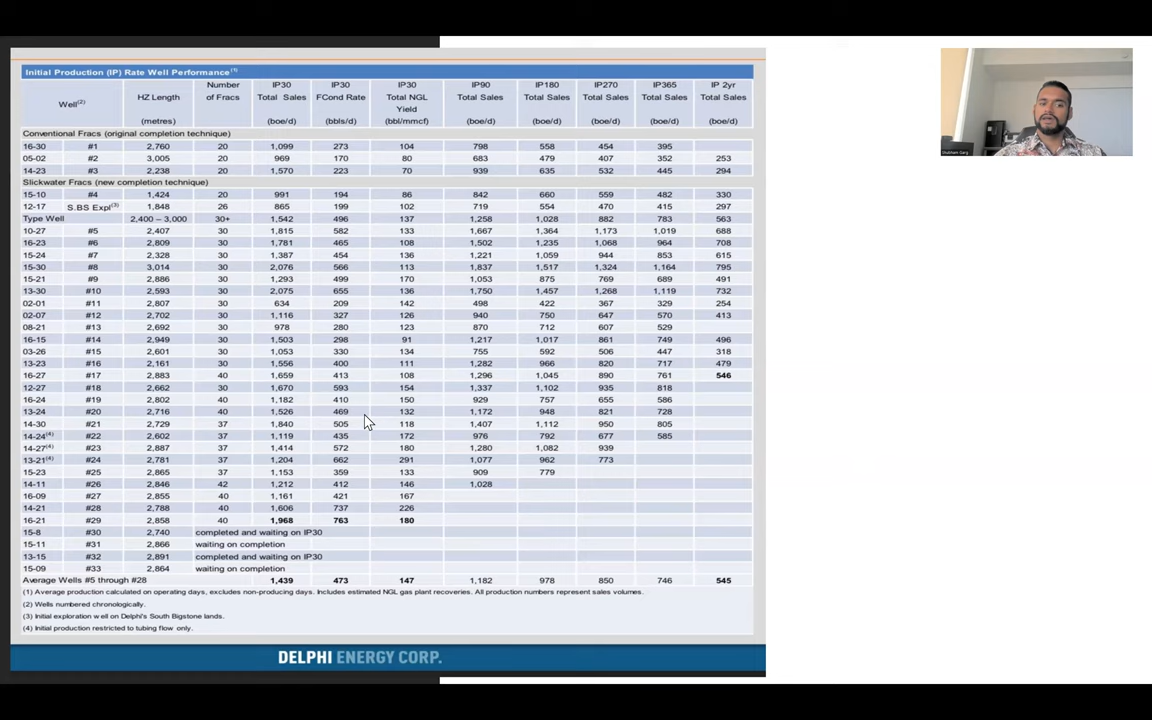 Initial Production (IP) Rate Well Performance(1)
Well(2) HZ Length (metres) Number of Fracs IP30 Total Sales (boe/d) IP30 FCond Rate (bbls/d) IP30 Total NGL Yield (bbl/mmcf) IP90 Total Sales (boe/d) IP180 Total Sales (boe/d) IP270 Total Sales (boe/d) IP365 Total Sales (boe/d) IP 2yr Total Sales (boe/d)
Conventional Fracs (original completion technique)
16-30 #1 2,760 20 1,099 273 104 798 558 454 395
05-02 #2 3,005 20 969 170 80 683 479 407 352 253
14-23 #3 2,238 20 1,570 223 70 939 635 532 445 294
Slickwater Fracs (new completion technique)
15-10 #4 1,424 20 991 194 86 842 660 559 482 330
12-17 S.BS Expl(3) 1,848 26 865 199 102 719 554 470 415 297
Type Well 2,400 – 3,000 30+ 1,542 496 137 1,258 1,028 882 783 563
10-27 #5 2,407 30 1,815 582 133 1,667 1,364 1,173 1,019 688
16-23 #6 2,809 30 1,781 465 108 1,502 1,235 1,068 964 708
15-24 #7 2,328 30 1,387 454 136 1,221 1,059 944 853 615
15-30 #8 3,014 30 2,076 566 113 1,837 1,517 1,324 1,164 795
15-21 #9 2,886 30 1,293 499 170 1,053 875 769 689 491
13-30 #10 2,593 30 2,075 655 136 1,750 1,457 1,268 1,119 732
02-01 #11 2,807 30 634 209 142 498 422 367 329 254
02-07 #12 2,702 30 1,116 327 126 940 750 647 570 413
08-21 #13 2,692 30 978 280 123 870 712 607 529
16-15 #14 2,949 30 1,503 298 91 1,217 1,017 861 749 496
03-26 #15 2,601 30 1,053 330 134 755 592 506 447 318
13-23 #16 2,161 30 1,556 400 111 1,282 966 820 717 479
16-27 #17 2,883 40 1,659 413 108 1,296 1,045 890 761 546
12-27 #18 2,662 30 1,670 593 154 1,337 1,102 935 818
16-24 #19 2,802 40 1,182 410 150 929 757 655 586
13-24 #20 2,716 40 1,526 469 132 1,172 948 821 728
14-30 #21 2,729 37 1,840 505 118 1,407 1,112 950 805
14-24(4) #22 2,602 37 1,119 435 172 976 792 677 585
14-27(4) #23 2,887 37 1,414 572 180 1,280 1,082 939
13-21(4) #24 2,781 37 1,204 662 291 1,077 962 773
15-23 #25 2,865 37 1,153 359 133 909 779
14-11 #26 2,846 42 1,212 412 146 1,028
16-09 #27 2,855 40 1,161 421 167
14-21 #28 2,788 40 1,606 737 226
16-21 #29 2,858 40 1,968 763 180
15-8 #30 2,740 completed and waiting on IP30
15-11 #31 2,866 waiting on completion
13-15 #32 2,891 completed and waiting on IP30
15-09 #33 2,864 waiting on completion
Average Wells #5 through #28 1,439 473 147 1,182 978 850 746 545
(1) Average production calculated on operating days, excludes non-producing days. Includes estimated NGL gas plant recoveries. All production numbers represent sales volumes.
(2) Wells numbered chronologically.
(3) Initial exploration well on Delphi's South Bigstone lands.
(4) Initial production restricted to tubing flow only.
DELPHI ENERGY CORP.
Shubham Garg